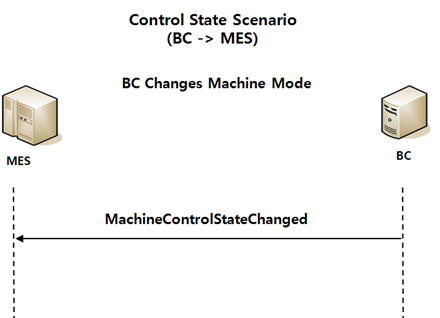 Control State Scenario
(BC -> MES)
BC Changes Machine Mode
MES
BC
MachineControlStateChanged